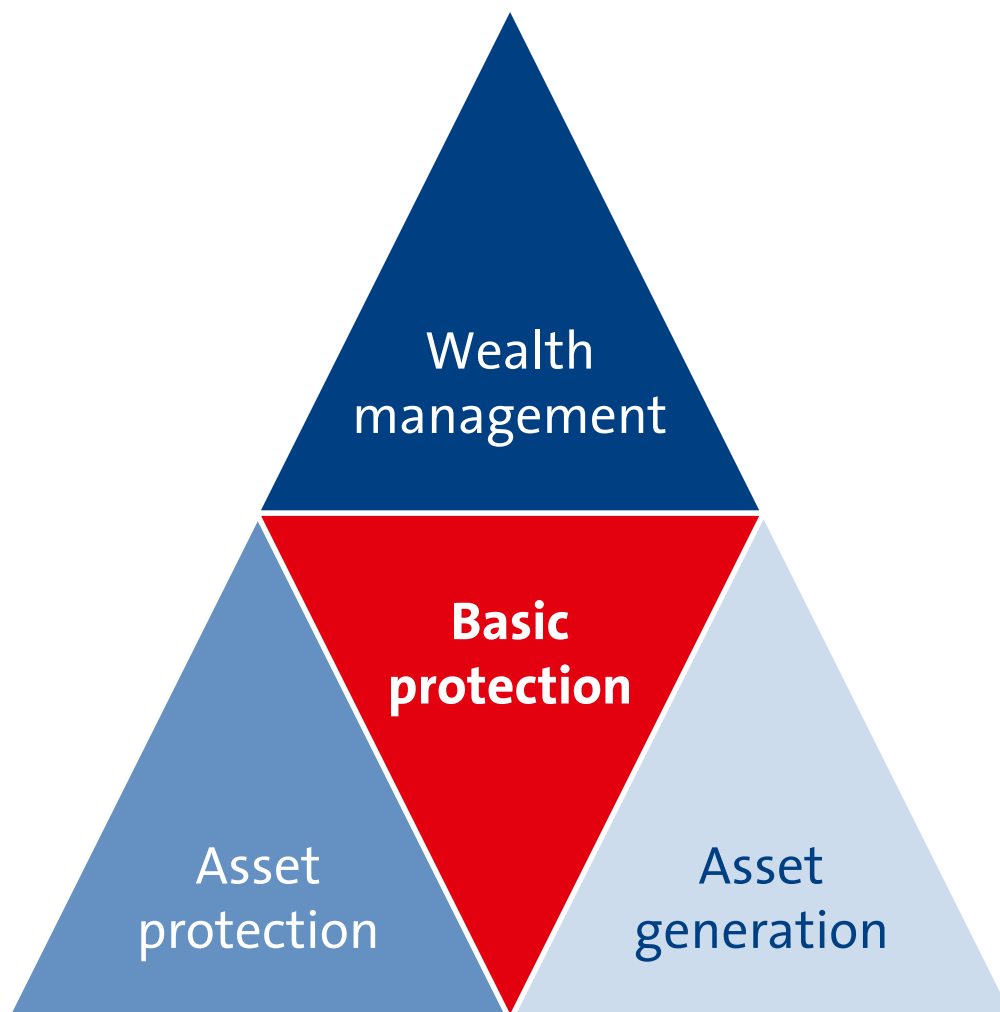 Wealth
management
Basic
protection
Asset
protection
Asset
generation